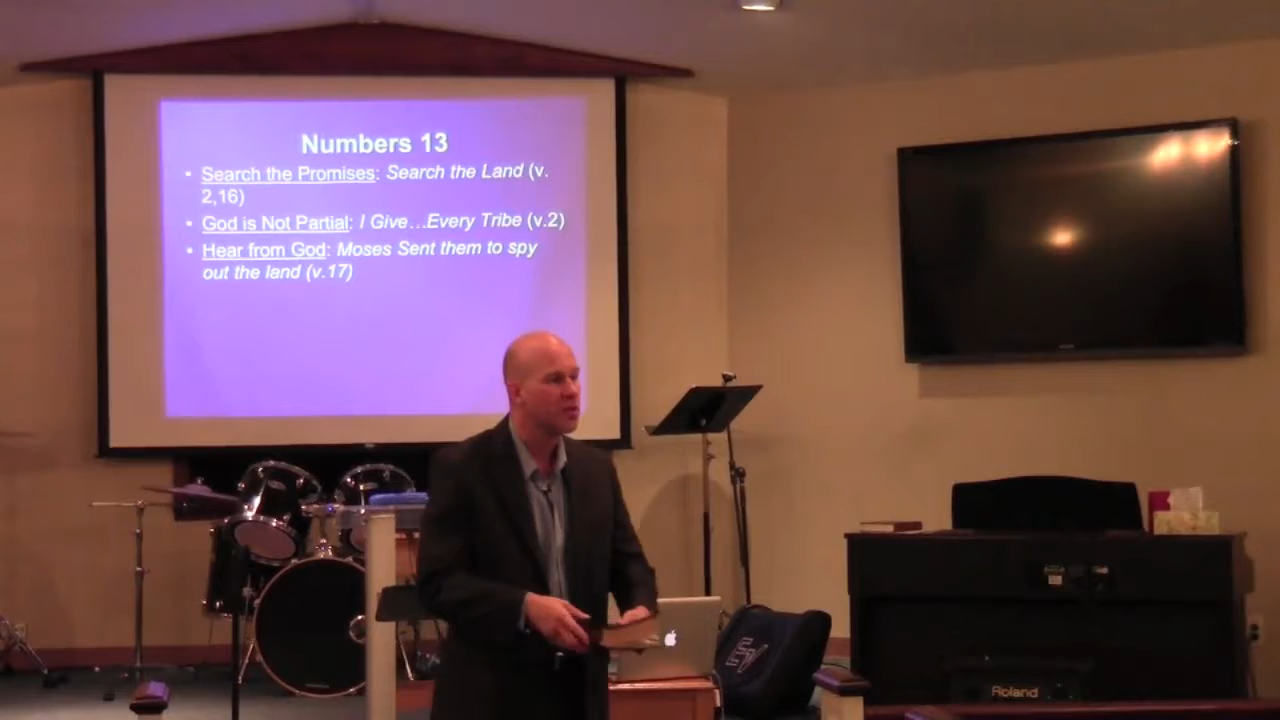 Numbers 13
• Search the Promises: Search the Land (v.
2,16)
• God is Not Partial: I Give…Every Tribe (v.2)
• Hear from God: Moses Sent them to spy
out the land (v.17)
Roland